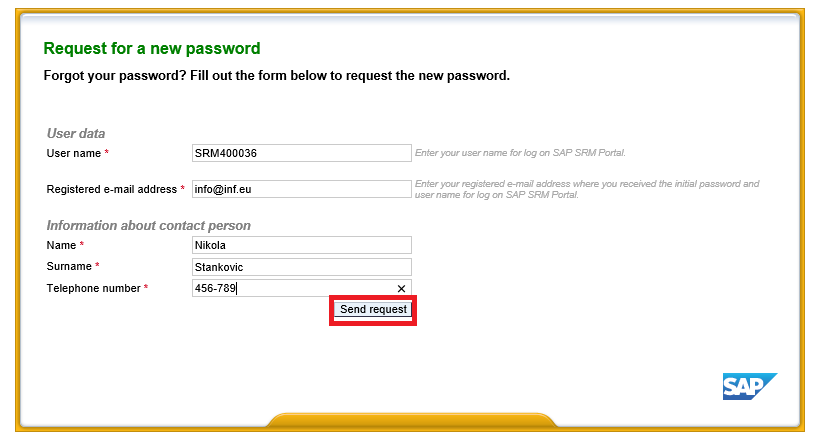 Request for a new password
Forgot your password? Fill out the form below to request the new password.
User data
User name * SRM400036 Enter your user name for log on SAP SRM Portal.
Registered e-mail address * info@inf.eu Enter your registered e-mail address where you received the initial password and
user name for log on SAP SRM Portal.
Information about contact person
Name * Nikola
Surname * Stankovic
Telephone number * 456-789
Send request
SAP